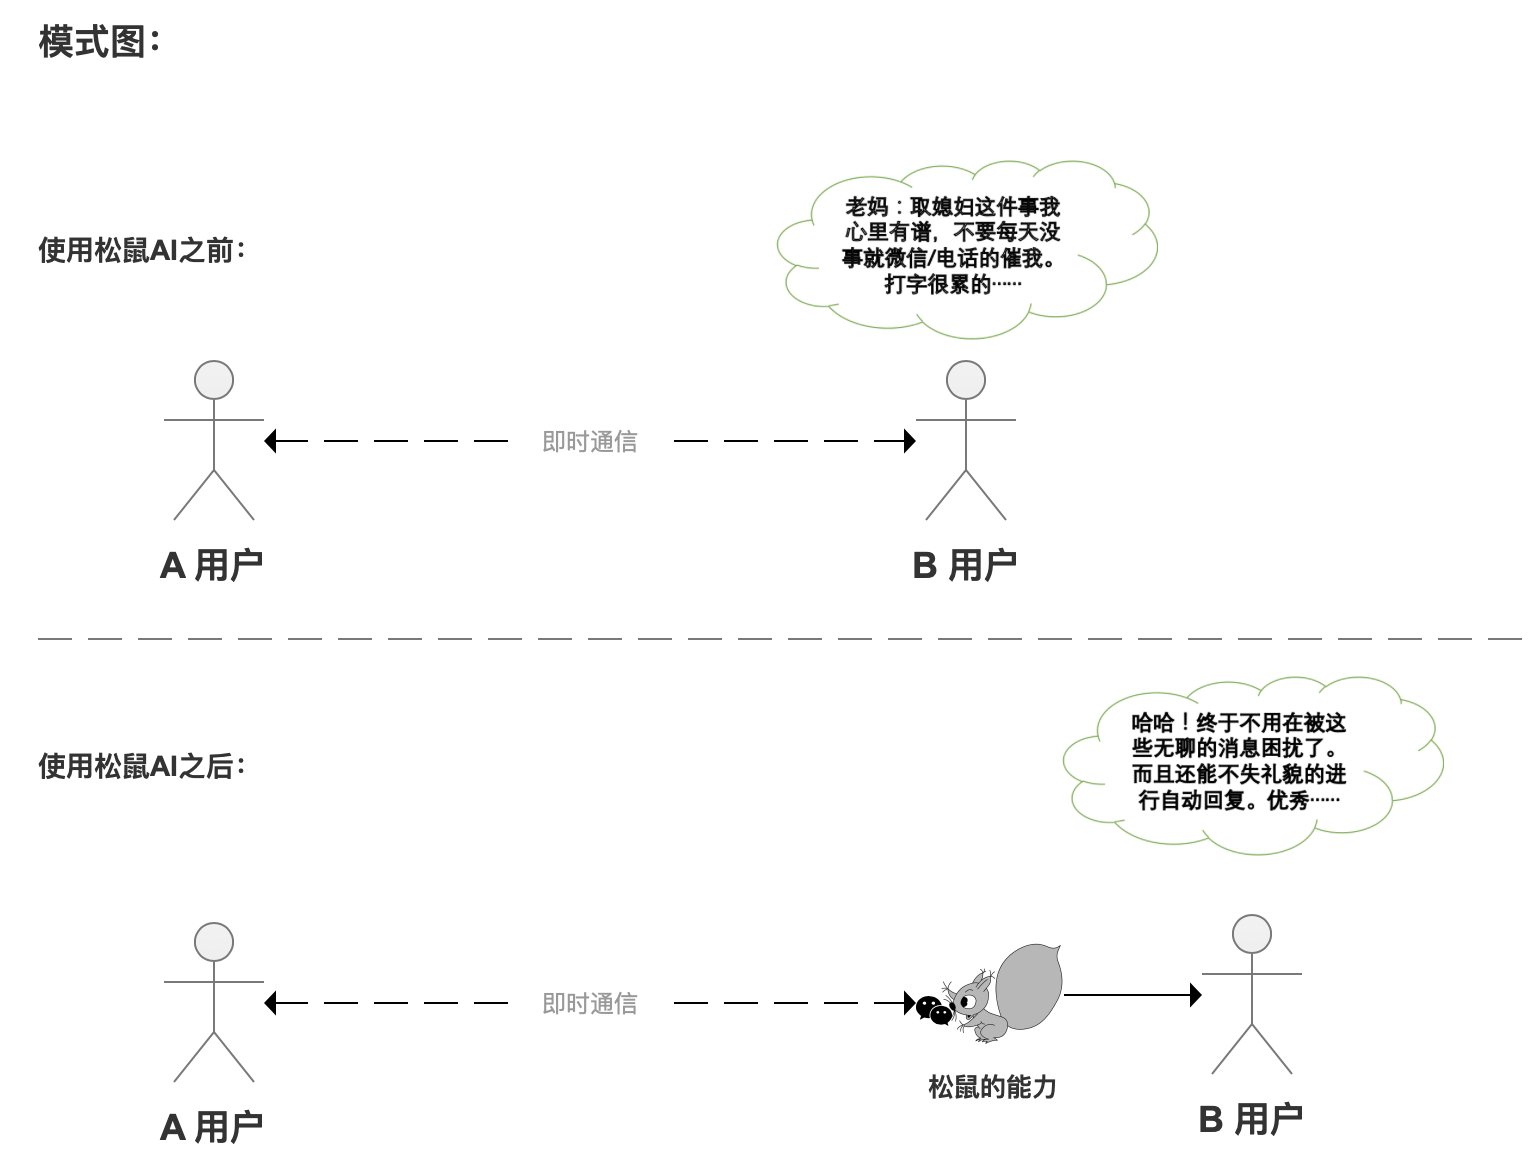 模式图：
使用松鼠AI之前：
老妈：取媳妇这件事我
心里有谱，不要每天没
事就微信/电话的催我。
打字很累的……
即时通信
A 用户
B 用户
使用松鼠AI之后：
哈哈！终于不用在被这
些无聊的消息困扰了。
而且还能不失礼貌的进
行自动回复。优秀……
即时通信
松鼠的能力
A 用户
B 用户